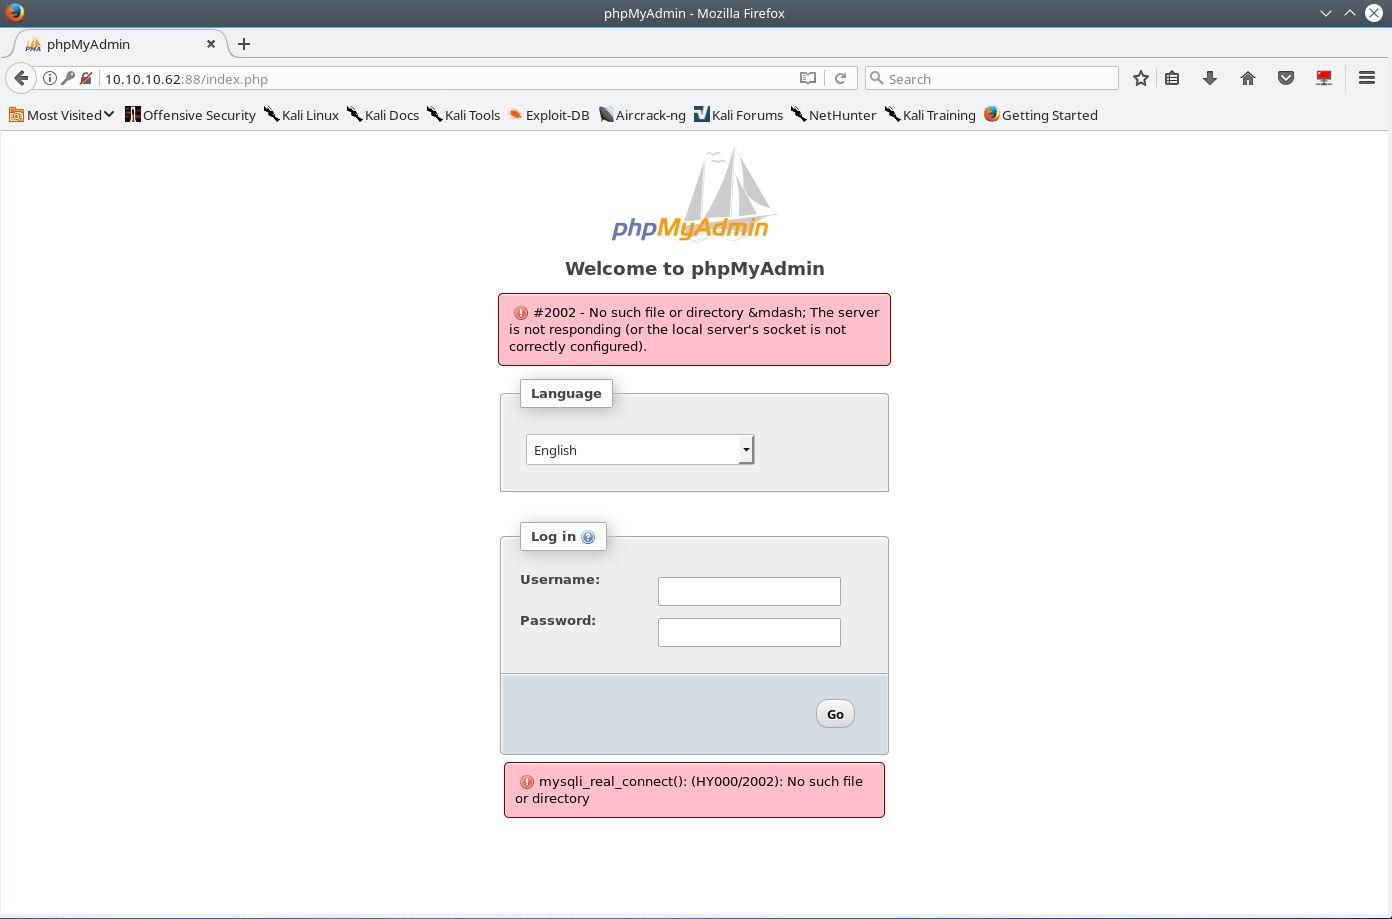 phpMyAdmin - Mozilla Firefox
PMA phpMyAdmin
10.10.10.62:88/index.php
Search
Most Visited Offensive Security Kali Linux Kali Docs Kali Tools Exploit-DB Aircrack-ng Kali Forums NetHunter Kali Training Getting Started
phpMyAdmin
Welcome to phpMyAdmin
#2002 - No such file or directory &mdash; The server
is not responding (or the local server's socket is not
correctly configured).
Language
English
Log in
Username:
Password:
Go
mysqli_real_connect(): (HY000/2002): No such file
or directory